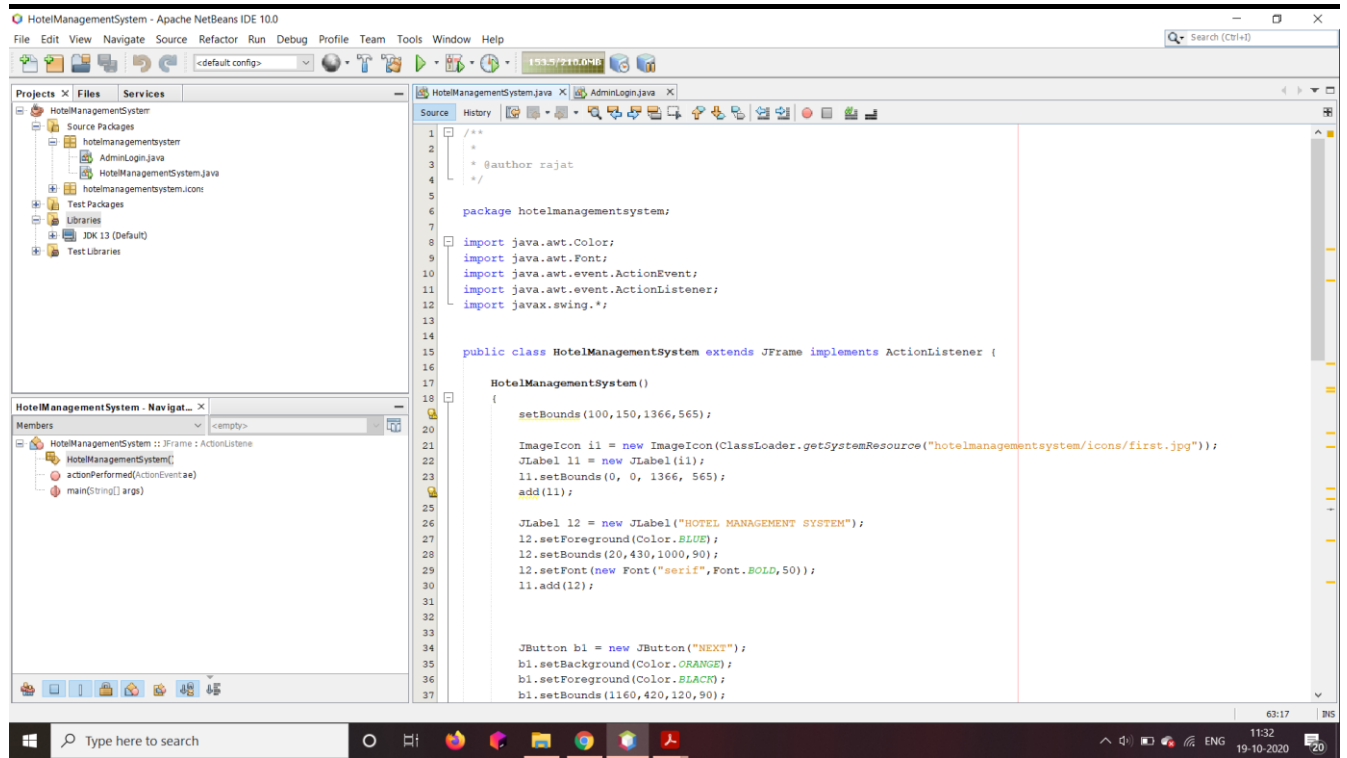 HotelManagementSystem - Apache NetBeans IDE 10.0
File Edit View Navigate Source Refactor Run Debug Profile Team Tools Window Help
Search (Ctrl+I)
<default config>
153.5/210.0MB
Projects Files Services
HotelManagementSystem.java AdminLogin.java
HotelManagementSystem
Source Packages
hotelmanagementsystem
AdminLogin.java
HotelManagementSystem.java
hotelmanagementsystem.icons
Test Packages
Libraries
JDK 13 (Default)
Test Libraries
HotelManagementSystem - Navigat...
Members <empty>
HotelManagementSystem :: JFrame : ActionListene
HotelManagementSystem()
actionPerformed(ActionEvent ae)
main(String[] args)
Source History
1 /**
2 *
3 * @author rajat
4 */
5
6 package hotelmanagementsystem;
7
8 import java.awt.Color;
9 import java.awt.Font;
10 import java.awt.event.ActionEvent;
11 import java.awt.event.ActionListener;
12 import javax.swing.*;
13
14
15 public class HotelManagementSystem extends JFrame implements ActionListener {
16
17 HotelManagementSystem()
18 {
setBounds(100,150,1366,565);
20
21 ImageIcon i1 = new ImageIcon(ClassLoader.getSystemResource("hotelmanagementsystem/icons/first.jpg"));
22 JLabel l1 = new JLabel(i1);
23 l1.setBounds(0, 0, 1366, 565);
add(l1);
25
26 JLabel l2 = new JLabel("HOTEL MANAGEMENT SYSTEM");
27 l2.setForeground(Color.BLUE);
28 l2.setBounds(20,430,1000,90);
29 l2.setFont(new Font("serif",Font.BOLD,50));
30 l1.add(l2);
31
32
33
34 JButton b1 = new JButton("NEXT");
35 b1.setBackground(Color.ORANGE);
36 b1.setForeground(Color.BLACK);
37 b1.setBounds(1160,420,120,90);
63:17 INS
Type here to search
ENG
11:32
19-10-2020
20